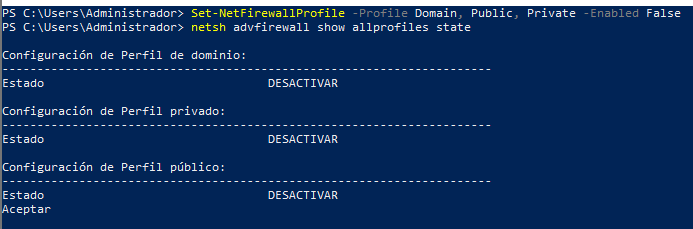 PS C:\Users\Administrador> Set-NetFirewallProfile -Profile Domain, Public, Private -Enabled False
PS C:\Users\Administrador> netsh advfirewall show allprofiles state
Configuración de Perfil de dominio:
----------------------------------------------------------------------
Estado                                DESACTIVAR
Configuración de Perfil privado:
----------------------------------------------------------------------
Estado                                DESACTIVAR
Configuración de Perfil público:
----------------------------------------------------------------------
Estado                                DESACTIVAR
Aceptar